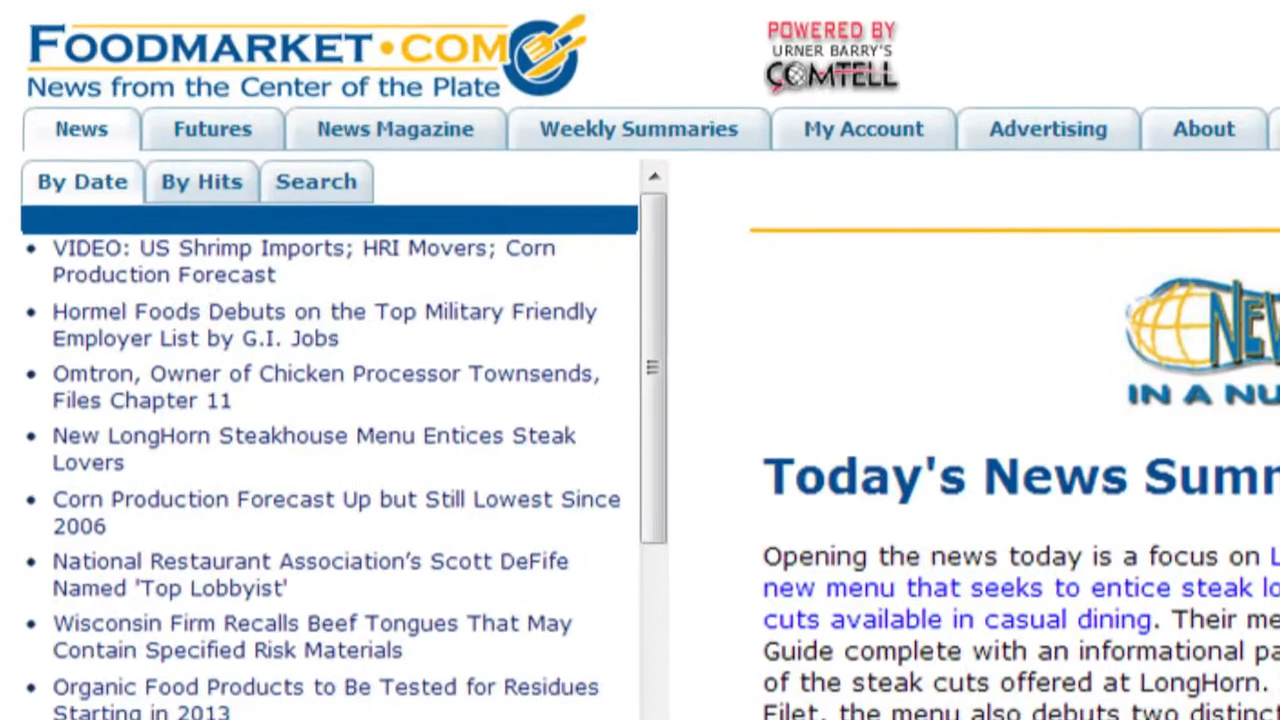 FOODMARKET•COM
News from the Center of the Plate
POWERED BY
URNER BARRY'S
COMTELL
News
Futures
News Magazine
Weekly Summaries
My Account
Advertising
About
By Date
By Hits
Search
• VIDEO: US Shrimp Imports; HRI Movers; Corn
Production Forecast
• Hormel Foods Debuts on the Top Military Friendly
Employer List by G.I. Jobs
• Omtron, Owner of Chicken Processor Townsends,
Files Chapter 11
• New LongHorn Steakhouse Menu Entices Steak
Lovers
• Corn Production Forecast Up but Still Lowest Since
2006
• National Restaurant Association’s Scott DeFife
Named 'Top Lobbyist'
• Wisconsin Firm Recalls Beef Tongues That May
Contain Specified Risk Materials
• Organic Food Products to Be Tested for Residues
Starting in 2013
IN A
Today's News
Opening the news today is a focus on
new menu that seeks to entice steak
cuts available in casual dining. Their
Guide complete with an informational
of the steak cuts offered at LongHorn.
Filet, the menu also debuts two